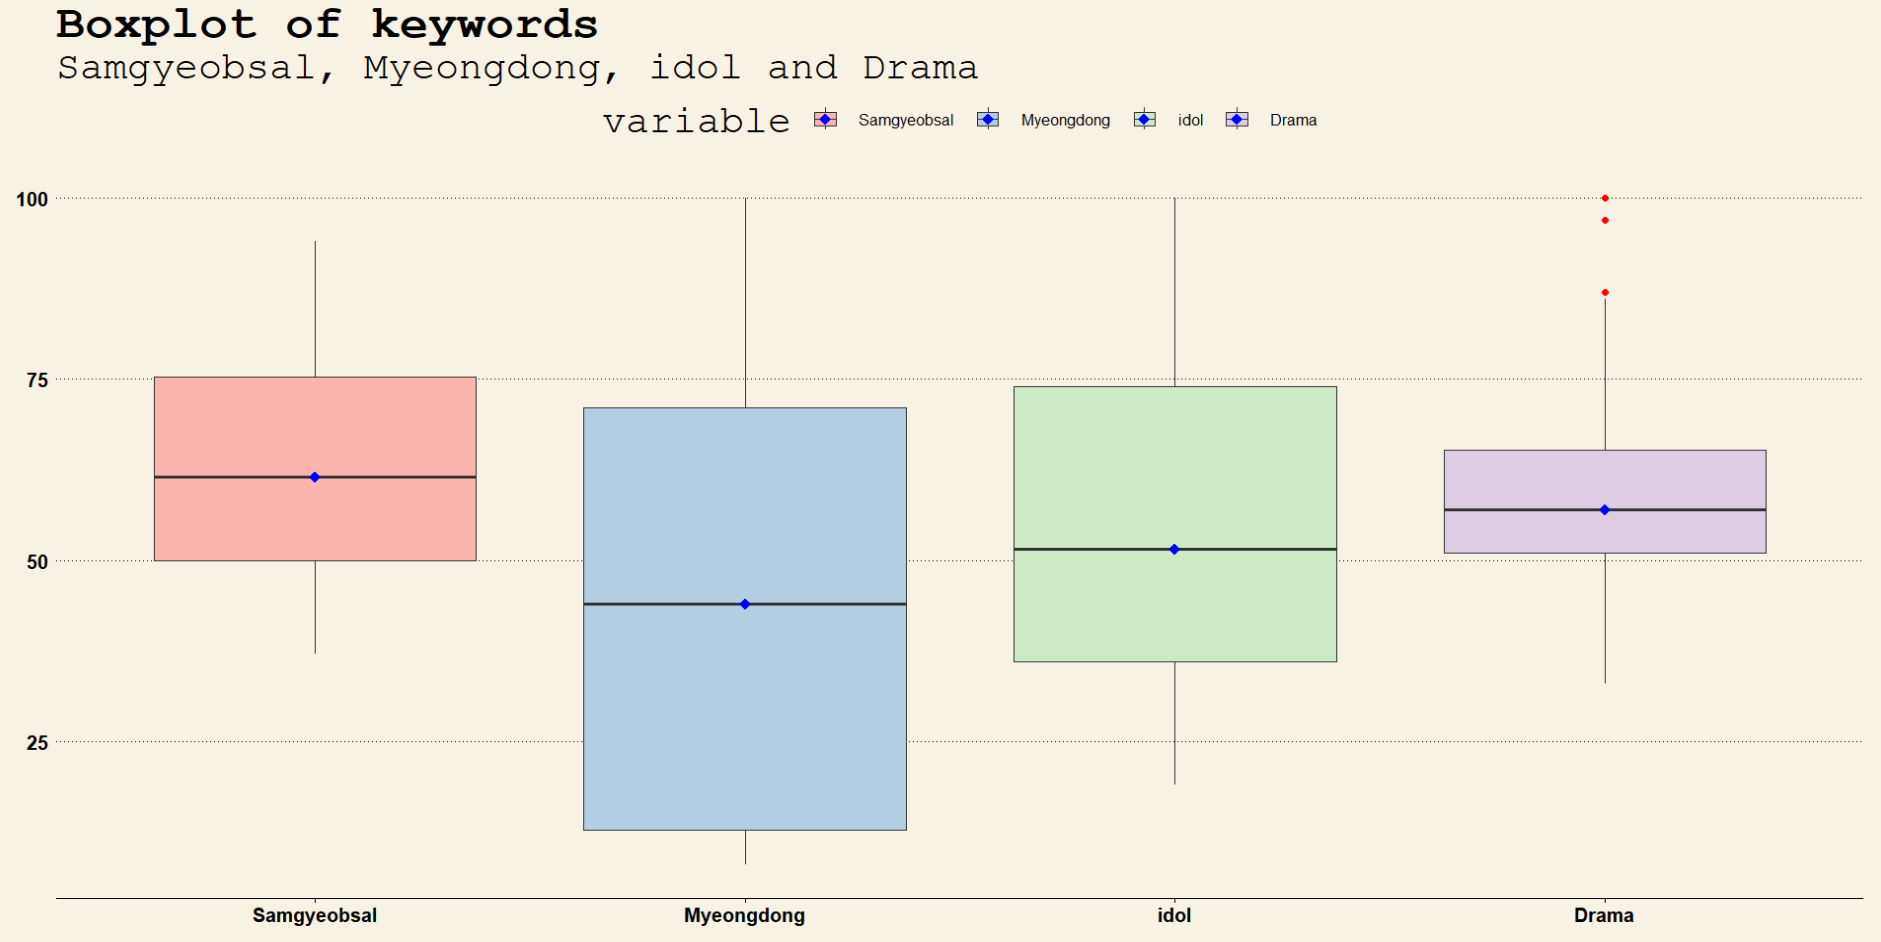 Boxplot of keywords
Samgyeobsal, Myeongdong, idol and Drama
variable Samgyeobsal Myeongdong idol Drama
100
75
50
25
Samgyeobsal Myeongdong idol Drama